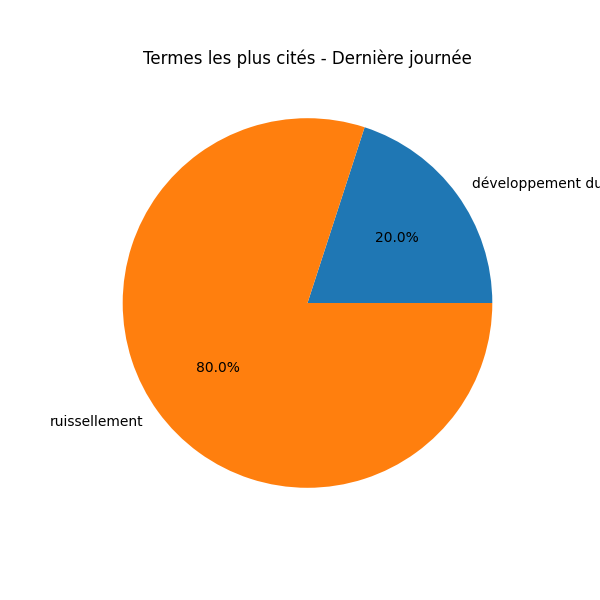 Termes les plus cités - Dernière journée
développement du
20.0%
80.0%
ruissellement